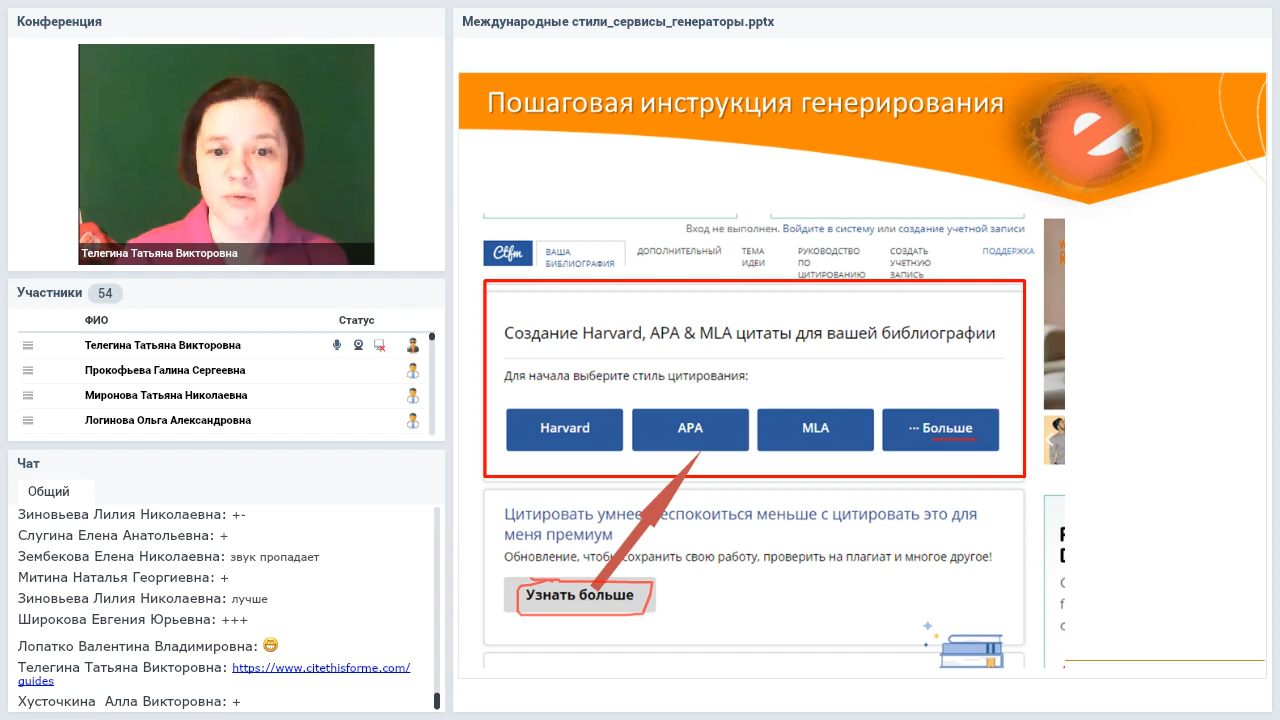 Конференция
Телегина Татьяна Викторовна
Участники 54
ФИО Статус
Телегина Татьяна Викторовна
Прокофьева Галина Сергеевна
Миронова Татьяна Николаевна
Логинова Ольга Александровна
Чат
Общий
Зиновьева Лилия Николаевна: +-
Слугина Елена Анатольевна: +
Зембекова Елена Николаевна: звук пропадает
Митина Наталья Георгиевна: +
Зиновьева Лилия Николаевна: лучше
Широкова Евгения Юрьевна: +++
Лопатко Валентина Владимировна:
Телегина Татьяна Викторовна: https://www.citethisforme.com/
guides
Хусточкина Алла Викторовна: +
Международные стили_сервисы_генераторы.pptx
Пошаговая инструкция генерирования
Вход не выполнен. Войдите в систему или создание учетной записи
Ctfm
ВАША
БИБЛИОГРАФИЯ
ДОПОЛНИТЕЛЬНЫЙ
ТЕМА
ИДЕИ
РУКОВОДСТВО
ПО
ЦИТИРОВАНИЮ
СОЗДАТЬ
УЧЕТНУЮ
ЗАПИСЬ
ПОДДЕРЖКА
Создание Harvard, APA & MLA цитаты для вашей библиографии
Для начала выберите стиль цитирования:
Harvard APA MLA ··· Больше
Цитировать умнее, беспокоиться меньше с цитировать это для
меня премиум
Обновление, чтобы сохранить свою работу, проверить на плагиат и многое другое!
Узнать больше